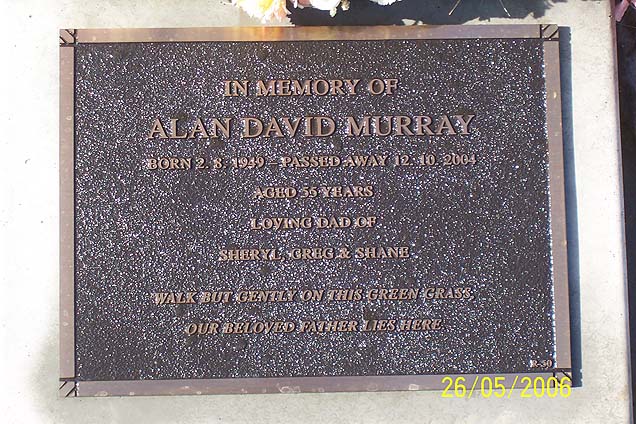 IN MEMORY OF
ALAN DAVID MURRAY
BORN 2. 8. 1949 – PASSED AWAY 12. 10. 2004
AGED 55 YEARS
LOVING DAD OF
SHERYL, GREG & SHANE
WALK BUT GENTLY ON THIS GREEN GRASS
OUR BELOVED FATHER LIES HERE
26/05/2006